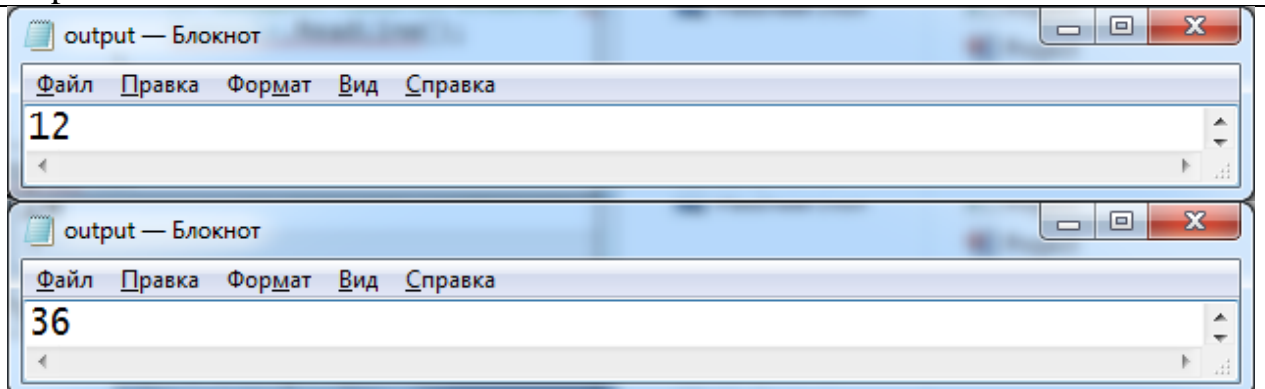 output — Блокнот
Файл Правка Формат Вид Справка
12
output — Блокнот
Файл Правка Формат Вид Справка
36